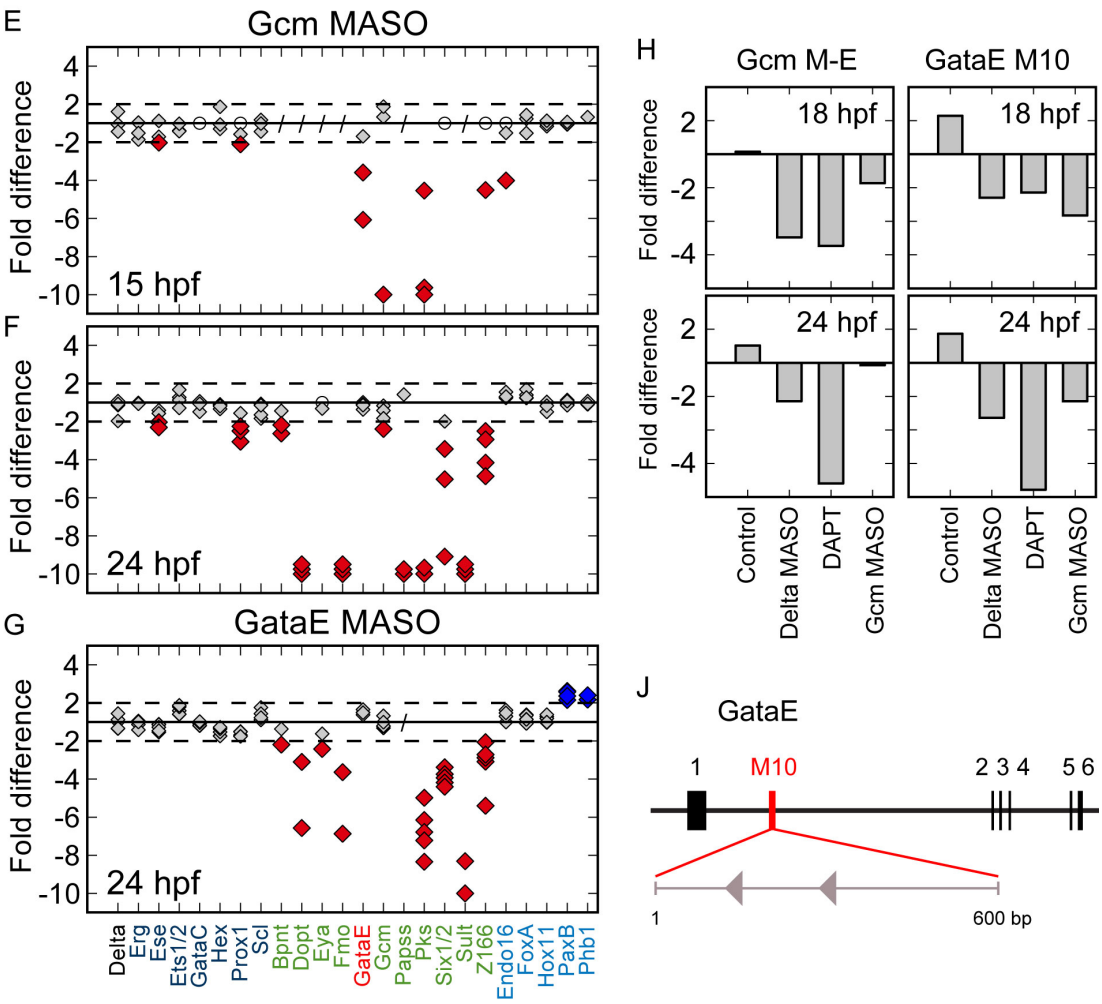 E
Gcm MASO
Fold difference
4
2
-2
-4
-6
-8
-10
15 hpf
F
Fold difference
4
2
-2
-4
-6
-8
-10
24 hpf
G
GataE MASO
Fold difference
4
2
-2
-4
-6
-8
-10
24 hpf
Delta
Erg
Ese
Ets1/2
GataC
Hex
Prox1
Scl
Bpnt
Dopt
Eya
Fmo
GataE
Gcm
Papss
Pks
Six1/2
Sult
Z166
Endo16
FoxA
Hox11
PaxB
Phb1
H
Gcm M-E
GataE M10
Fold difference
2
-2
-4
18 hpf
18 hpf
Fold difference
2
-2
-4
24 hpf
24 hpf
Control
Delta MASO
DAPT
Gcm MASO
Control
Delta MASO
DAPT
Gcm MASO
J
GataE
1 M10 2 3 4 5 6
1 600 bp